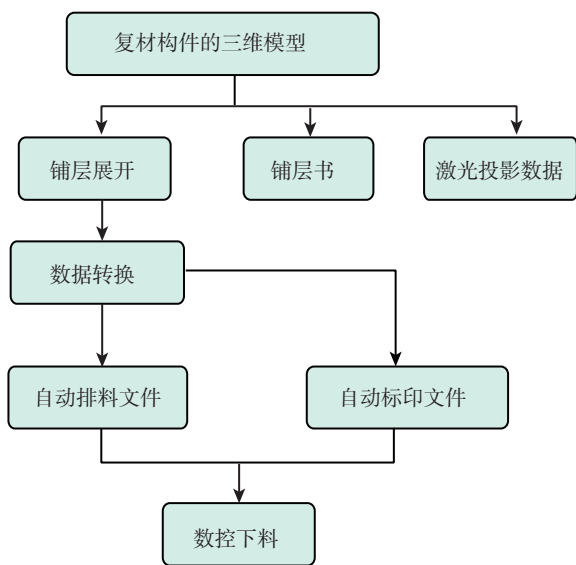 复材构件的三维模型
铺层展开
铺层书
激光投影数据
数据转换
自动排料文件
自动标印文件
数控下料